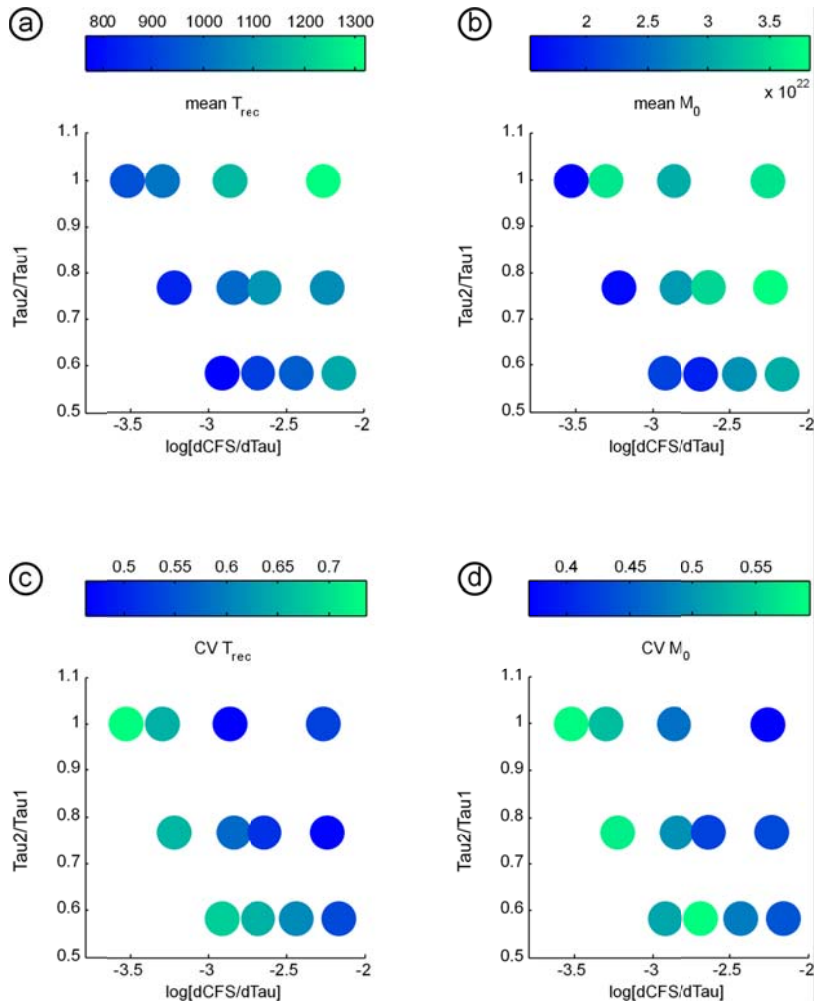 a
800 900 1000 1100 1200 1300
mean T_rec
1.1
1
0.9
0.8
0.7
0.6
0.5
Tau2/Tau1
-3.5 -3 -2.5 -2
log[dCFS/dTau]
b
2 2.5 3 3.5
x 10^22
mean M_0
1.1
1
0.9
0.8
0.7
0.6
0.5
Tau2/Tau1
-3.5 -3 -2.5 -2
log[dCFS/dTau]
c
0.5 0.55 0.6 0.65 0.7
CV T_rec
1.1
1
0.9
0.8
0.7
0.6
0.5
Tau2/Tau1
-3.5 -3 -2.5 -2
log[dCFS/dTau]
d
0.4 0.45 0.5 0.55
CV M_0
1.1
1
0.9
0.8
0.7
0.6
0.5
Tau2/Tau1
-3.5 -3 -2.5 -2
log[dCFS/dTau]